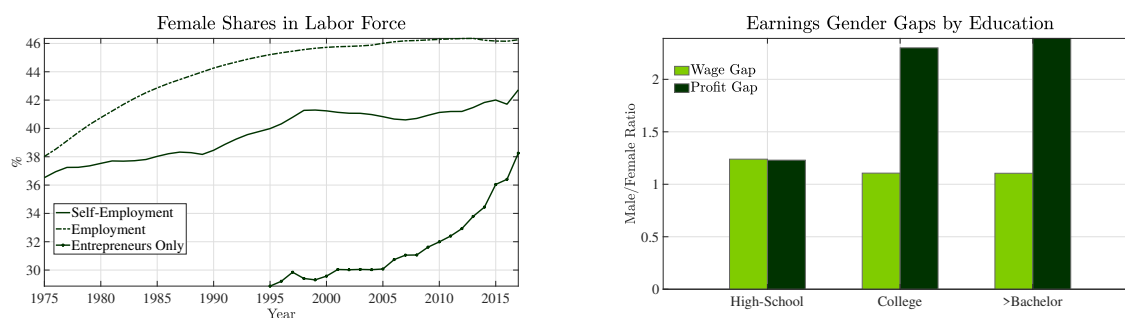 Female Shares in Labor Force
%
46
44
42
40
38
36
34
32
30
Self-Employment
Employment
Entrepreneurs Only
1975 1980 1985 1990 1995 2000 2005 2010 2015
Year
Earnings Gender Gaps by Education
Male/Female Ratio
2
1.5
1
0.5
0
Wage Gap
Profit Gap
High-School College >Bachelor